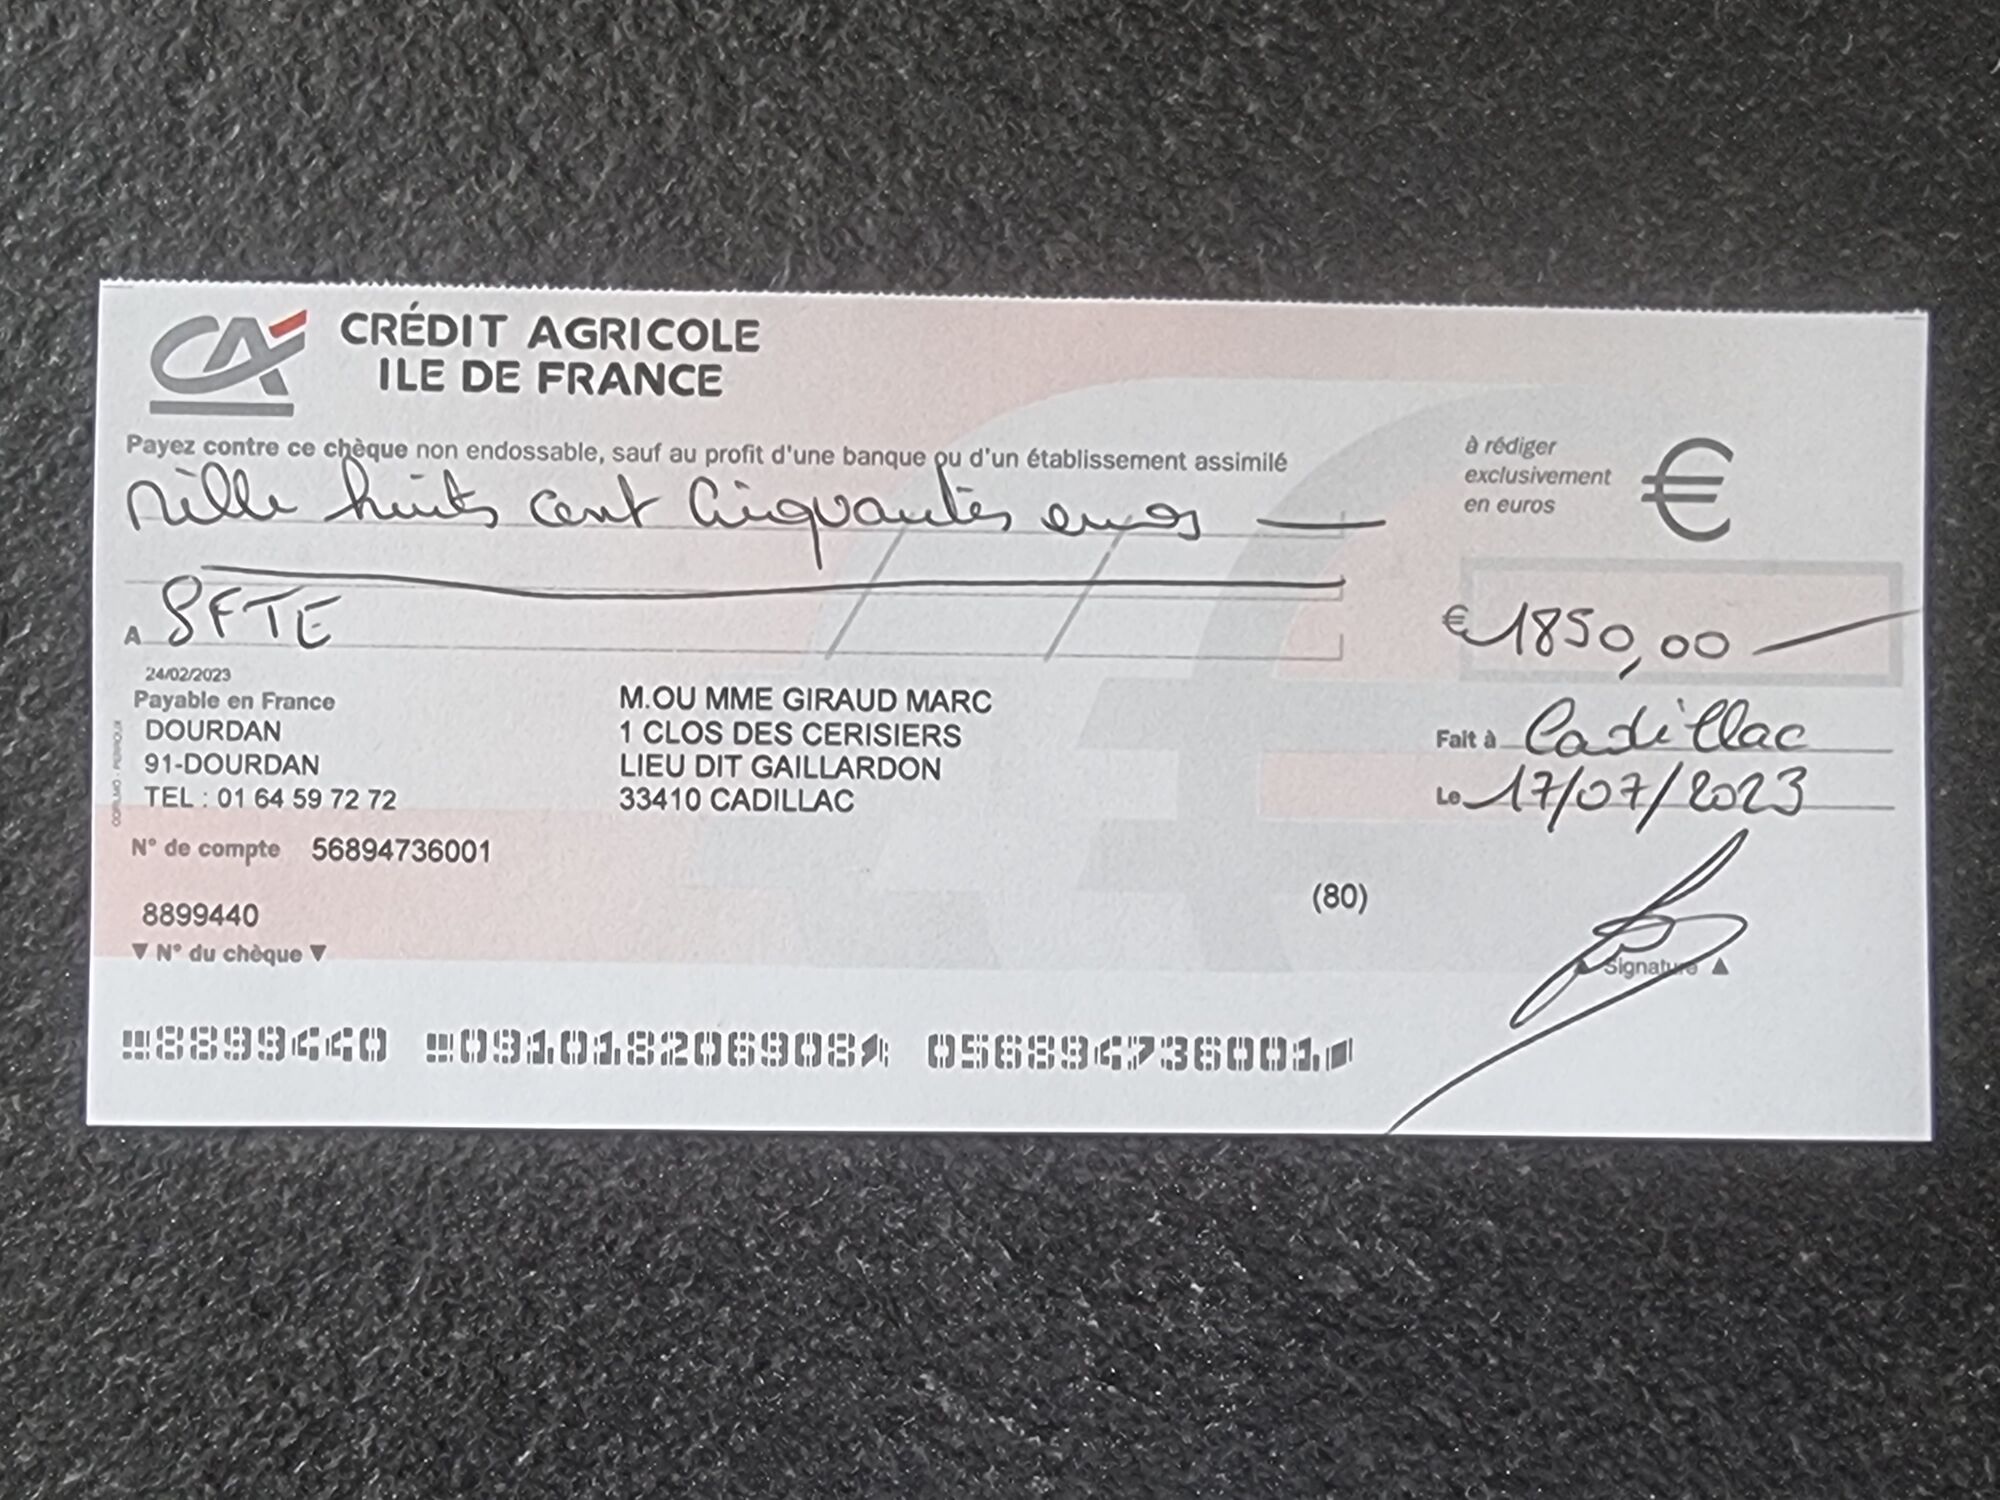 CRÉDIT AGRICOLE
ILE DE FRANCE
Payez contre ce chèque non endossable, sauf au profit d'une banque ou d'un établissement assimilé
à rédiger
exclusivement
en euros
€
Mille huits cent Cinquantes euros
€ 1850,00
A SFTE
24/02/2023
Payable en France
DOURDAN
91-DOURDAN
TEL : 01 64 59 72 72
M.OU MME GIRAUD MARC
1 CLOS DES CERISIERS
LIEU DIT GAILLARDON
33410 CADILLAC
Fait à Cadillac
Le 17/07/2023
N° de compte 56894736001
(80)
8899440
▼ N° du chèque ▼
▲ Signature ▲
8899440 091018206908 056894736001